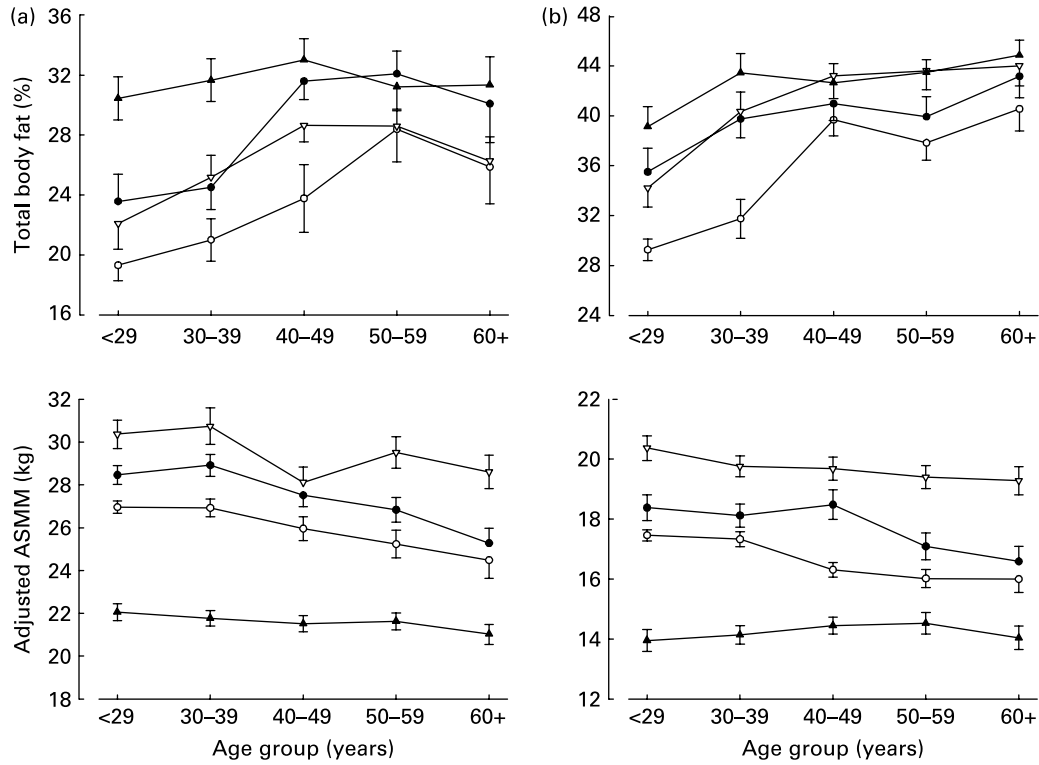 (a)
Total body fat (%)
36
32
28
24
20
16
<29 30–39 40–49 50–59 60+
(b)
48
44
40
36
32
28
24
<29 30–39 40–49 50–59 60+
Adjusted ASMM (kg)
32
30
28
26
24
22
20
18
<29 30–39 40–49 50–59 60+
Age group (years)
22
20
18
16
14
12
<29 30–39 40–49 50–59 60+
Age group (years)